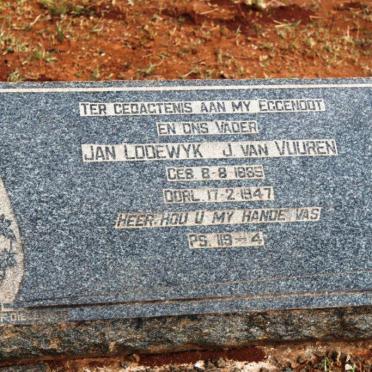 TER GEDACTENIS AAN MY EGGENOOT
EN ONS VADER
JAN LODEWYK J VAN VUUREN
GEB 8-8-1885
OORL. 17-2-1947
HEER HOU U MY HANDE VAS
PS. 119-4